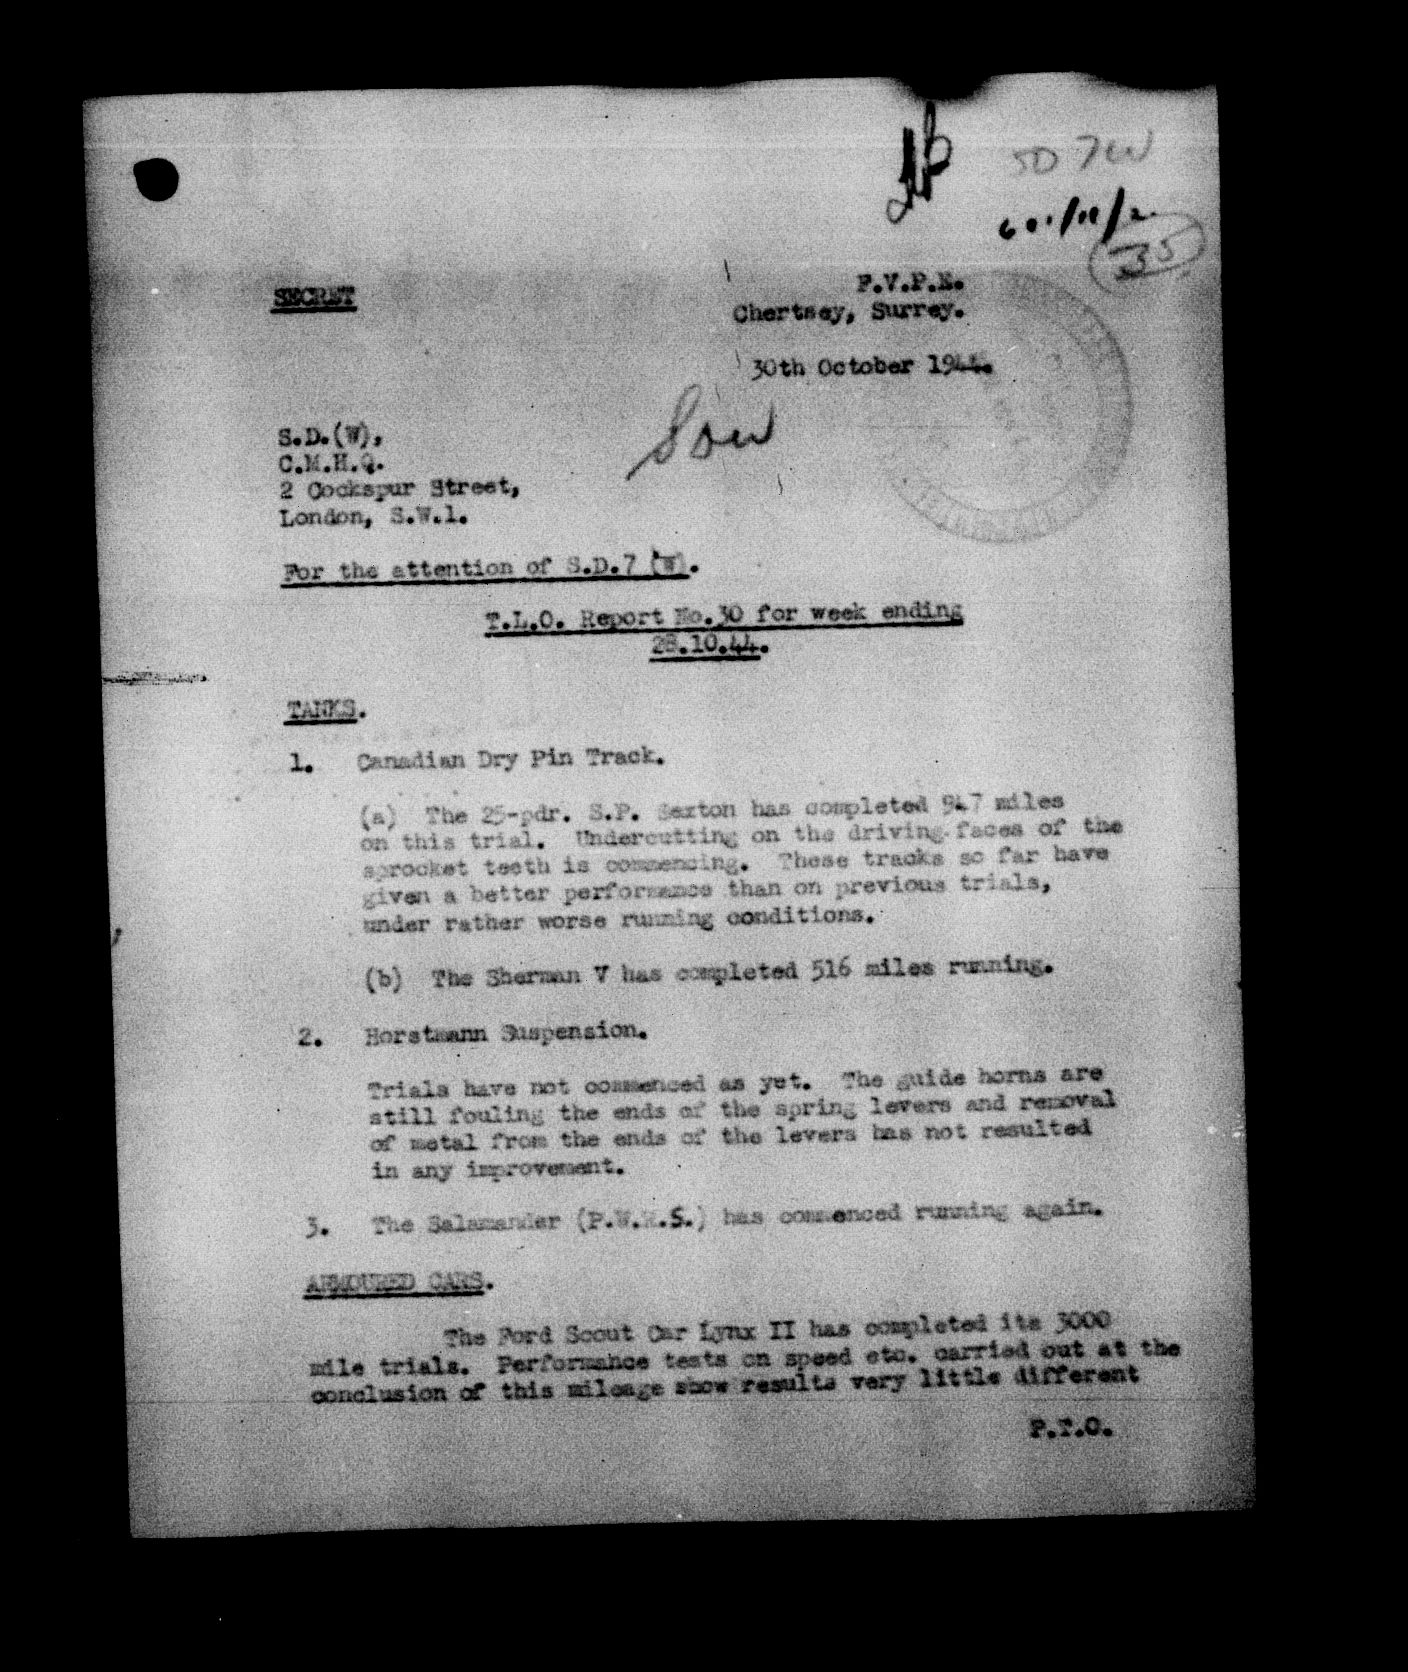 SD 7W
35
SECRET
F.V.P.E.
Chertsey, Surrey.
30th October 1944.
S.D.(W),
C.M.H.Q.
2 Cockspur Street,
London, S.W.1.
For the attention of S.D.7 (W).
T.L.O. Report No.30 for week ending
28.10.44.
TANKS.
1. Canadian Dry Pin Track.
(a) The 25-pdr. S.P. Sexton has completed 947 miles
on this trial. Undercutting on the driving faces of the
sprocket teeth is commencing. These tracks so far have
given a better performance than on previous trials,
under rather worse running conditions.
(b) The Sherman V has completed 516 miles running.
2. Horstmann Suspension.
Trials have not commenced as yet. The guide horns are
still fouling the ends of the spring levers and removal
of metal from the ends of the levers has not resulted
in any improvement.
3. The Salamander (P.W.R.S.) has commenced running again.
ARMOURED CARS.
The Ford Scout Car Lynx II has completed its 3000
mile trials. Performance tests on speed etc. carried out at the
conclusion of this mileage show results very little different
P.T.O.